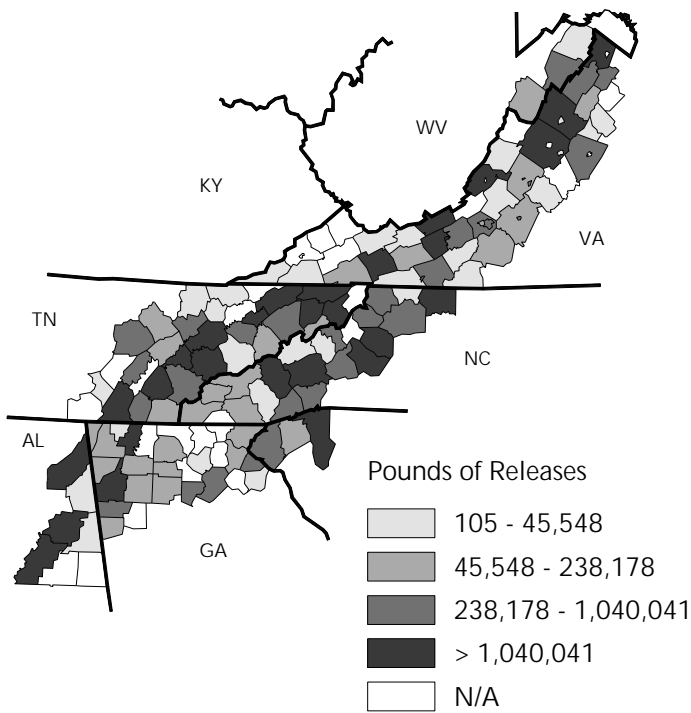 WV
KY
VA
TN
NC
AL
GA
Pounds of Releases
105 - 45,548
45,548 - 238,178
238,178 - 1,040,041
> 1,040,041
N/A